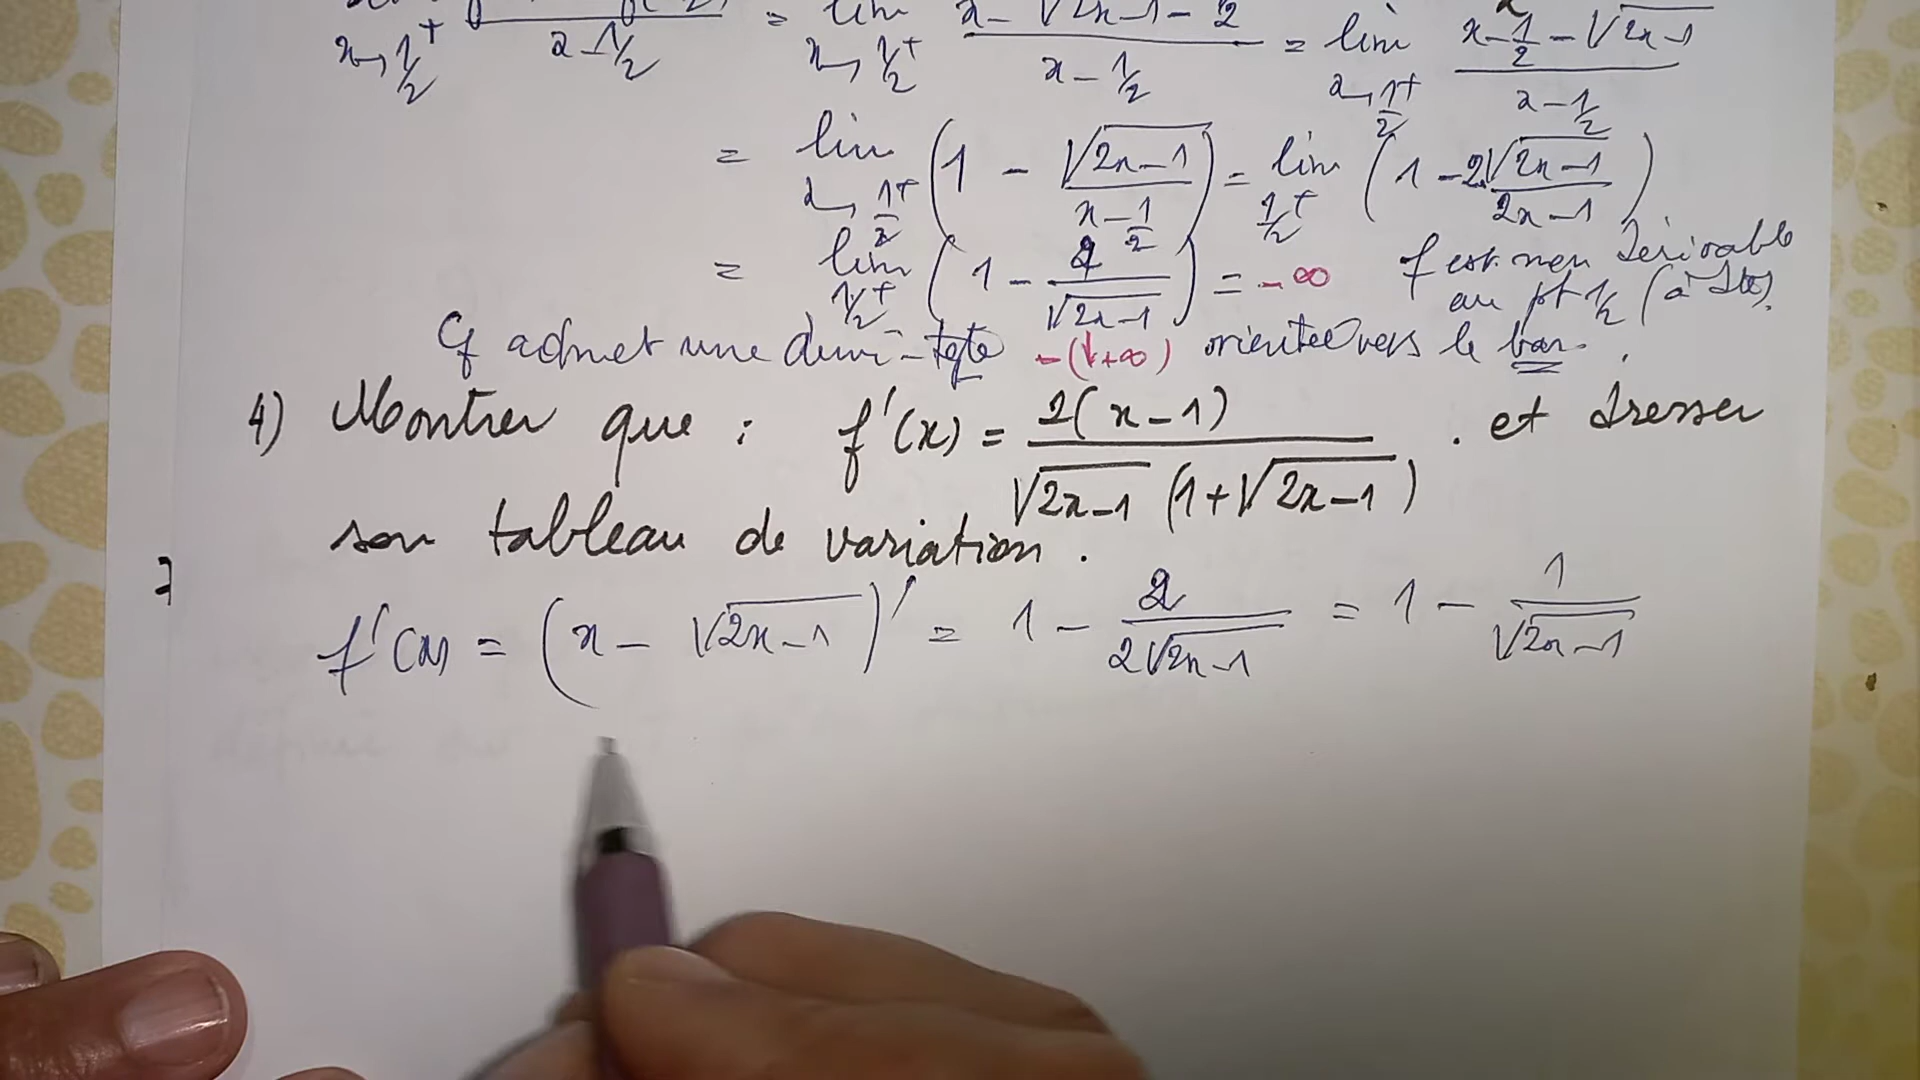 x→1/2⁺ / x-1/2 = lim x→1/2⁺ (x-√(2x-1) - 1/2)/(x-1/2) = lim x→1/2⁺ (x-1/2-√(2x-1))/(x-1/2)
= lim x→1/2⁺ (1 - √(2x-1)/(x-1/2)) = lim 1/2⁺ (1 - 2√(2x-1)/(2x-1))
= lim 1/2⁺ (1 - 2/√(2x-1)) = -∞ f est non dérivable
au pt 1/2 (à dte).
Cf admet une demi-tgte -(↓+∞) orientée vers le bas.
4) Montrer que : f'(x) = 2(x-1)/(√(2x-1) (1+√(2x-1))) . et dresser
son tableau de variation.
f'(x) = (x - √(2x-1))' = 1 - 2/(2√(2x-1)) = 1 - 1/√(2x-1)